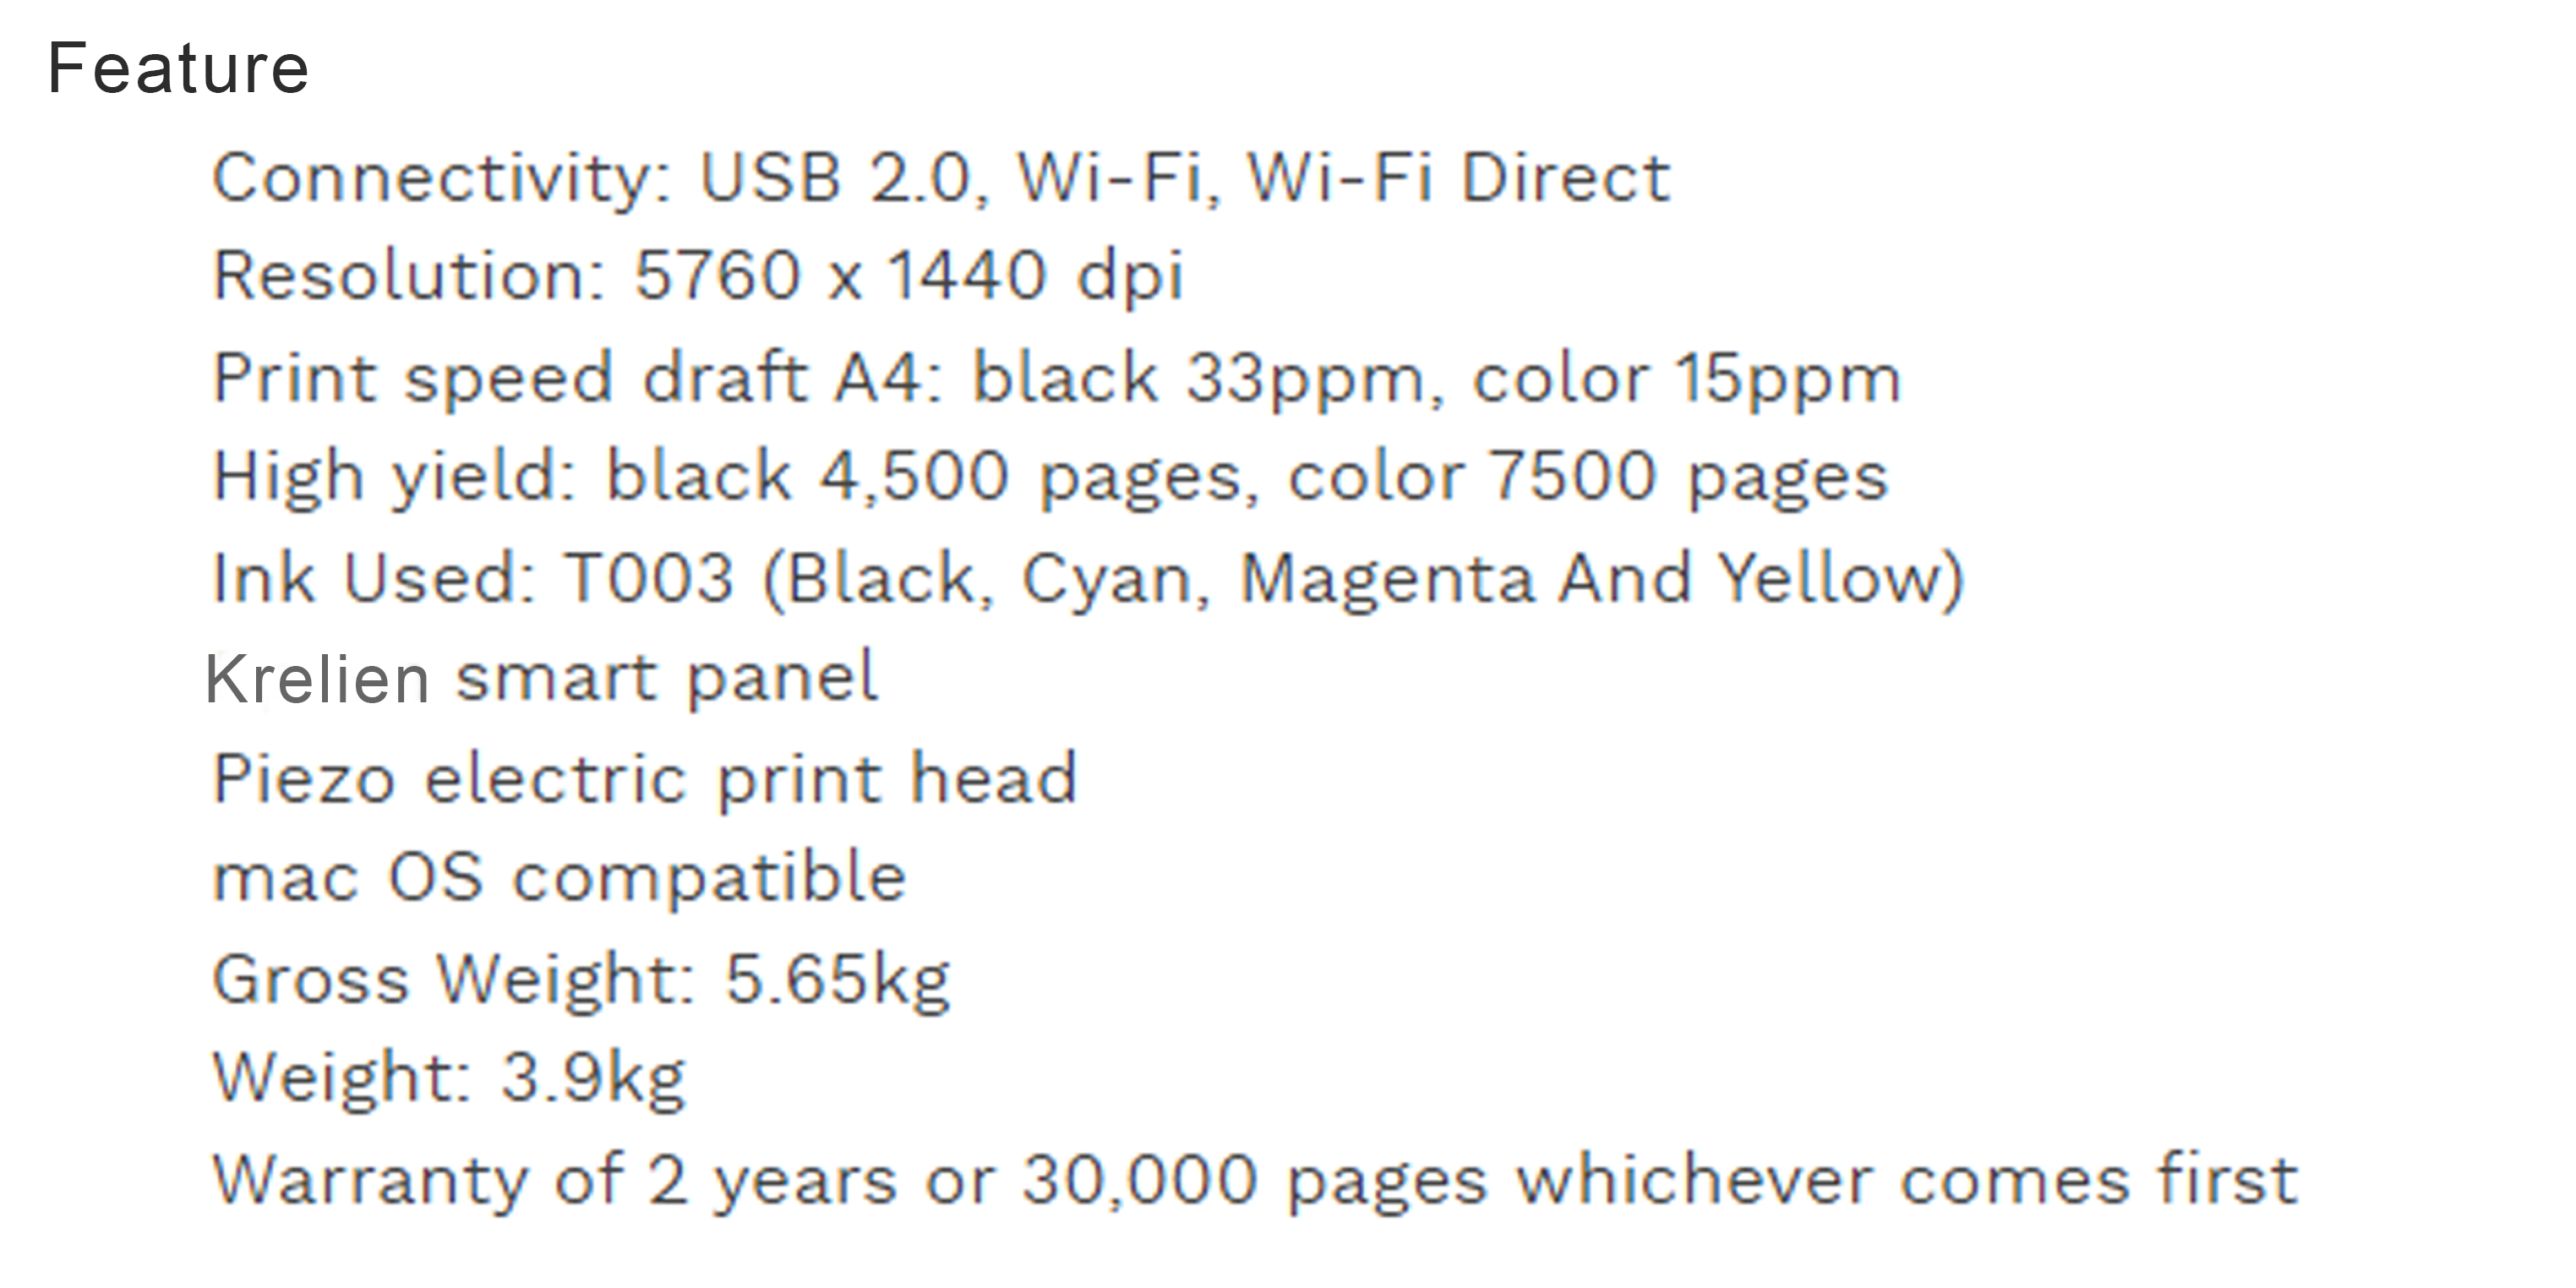 Feature
Connectivity: USB 2.0, Wi-Fi, Wi-Fi Direct
Resolution: 5760 x 1440 dpi
Print speed draft A4: black 33ppm, color 15ppm
High yield: black 4,500 pages, color 7500 pages
Ink Used: T003 (Black, Cyan, Magenta And Yellow)
Krelien smart panel
Piezo electric print head
mac OS compatible
Gross Weight: 5.65kg
Weight: 3.9kg
Warranty of 2 years or 30,000 pages whichever comes first